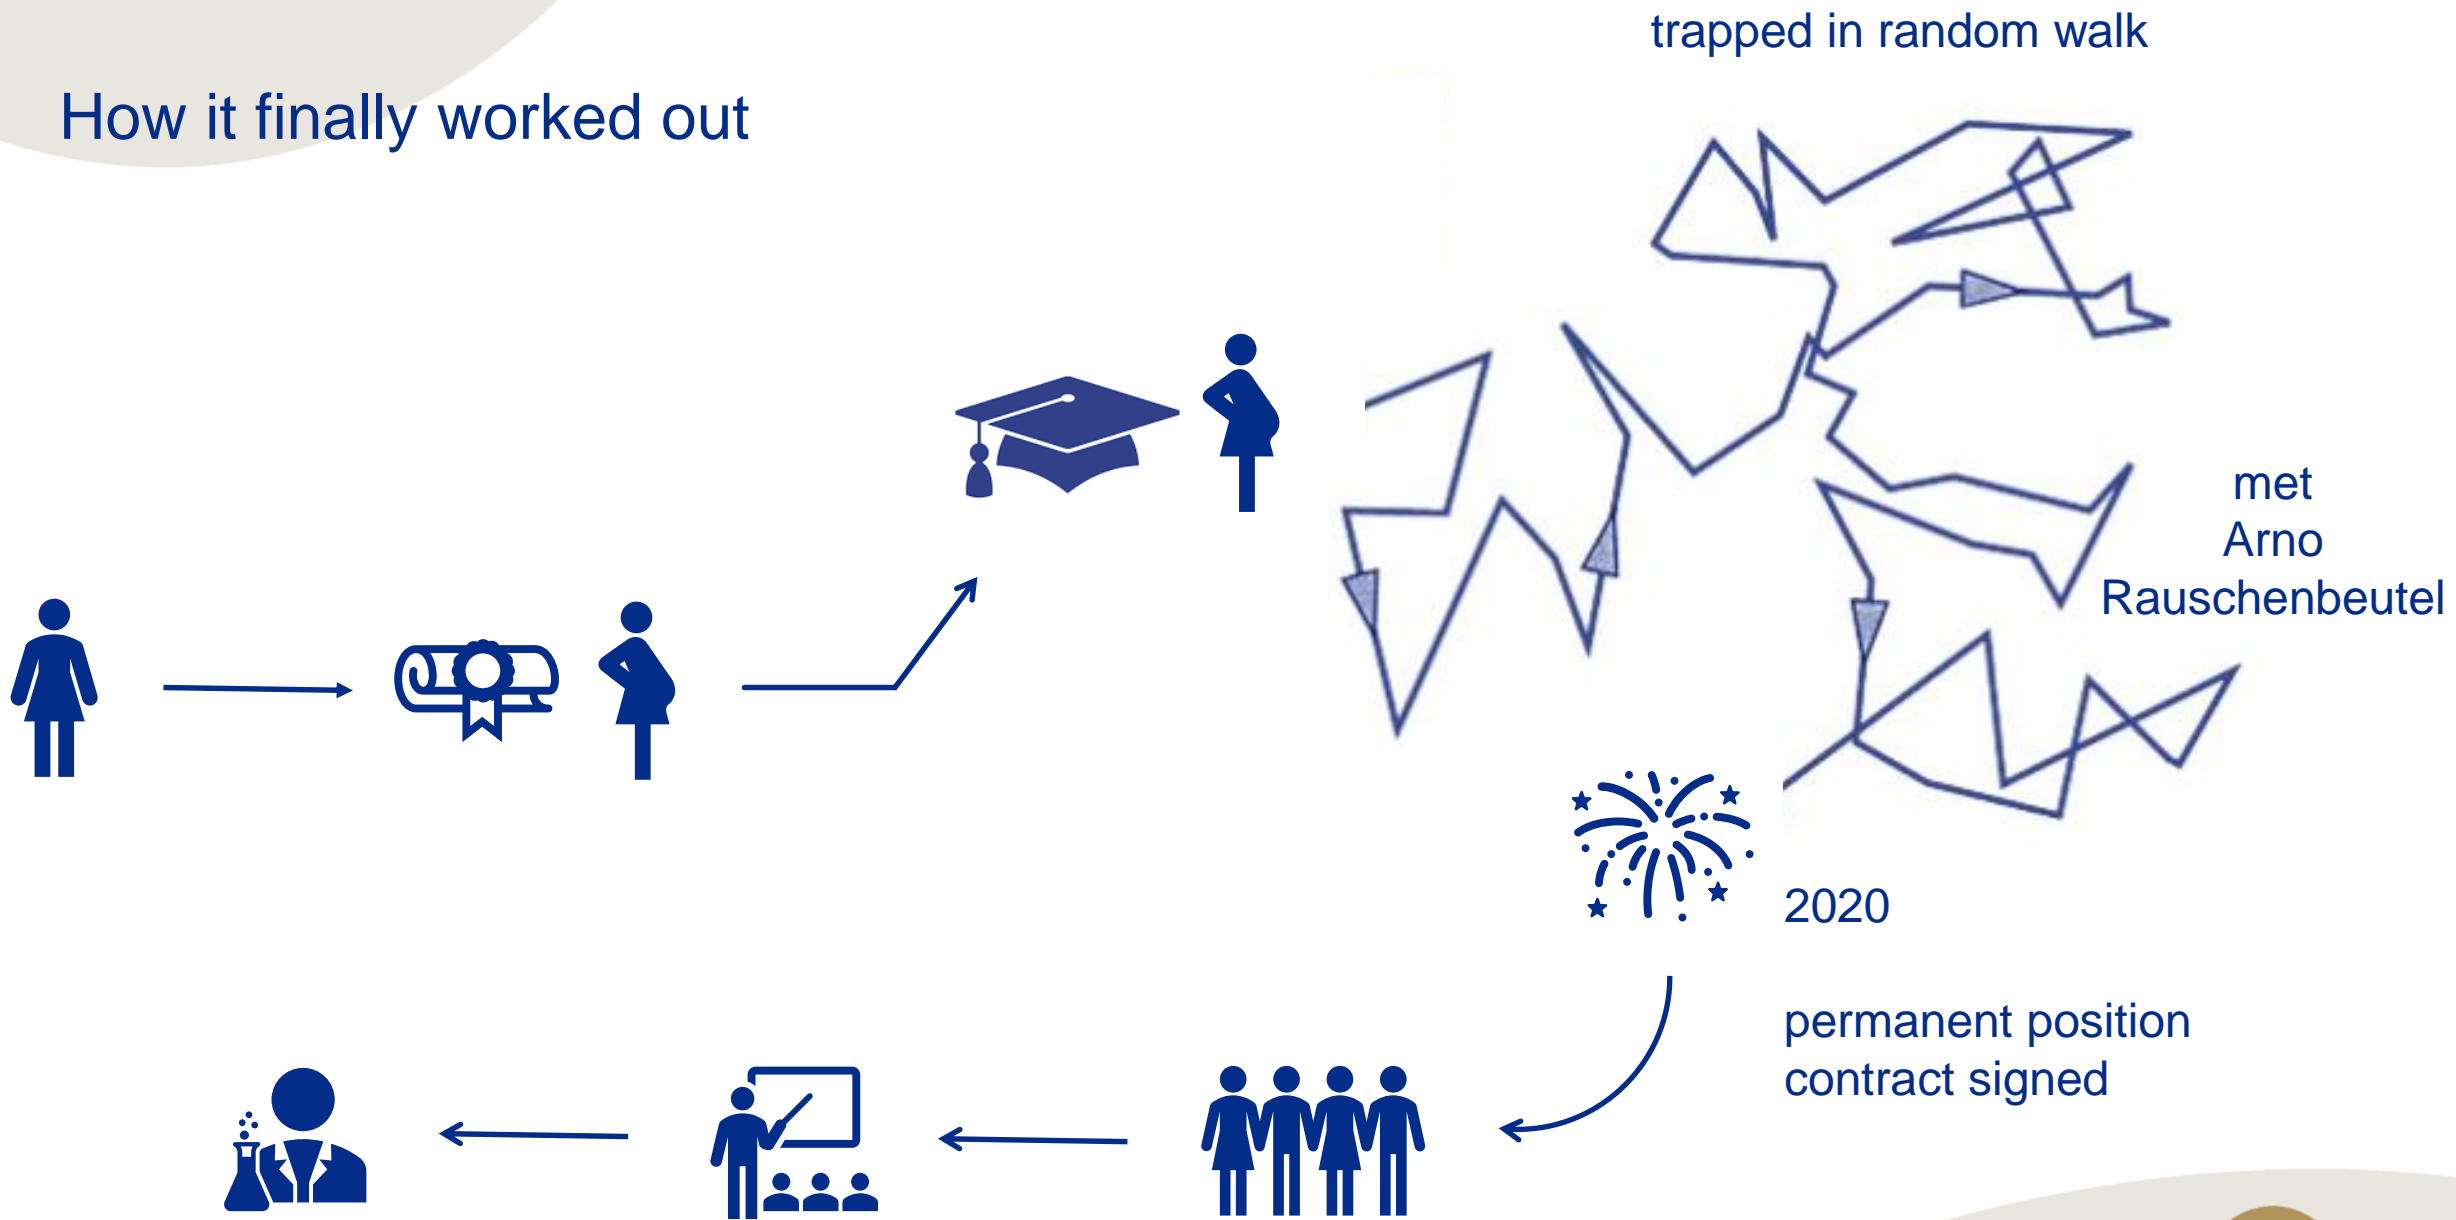 trapped in random walk
How it finally worked out
met
Arno
Rauschenbeutel
2020
permanent position
contract signed